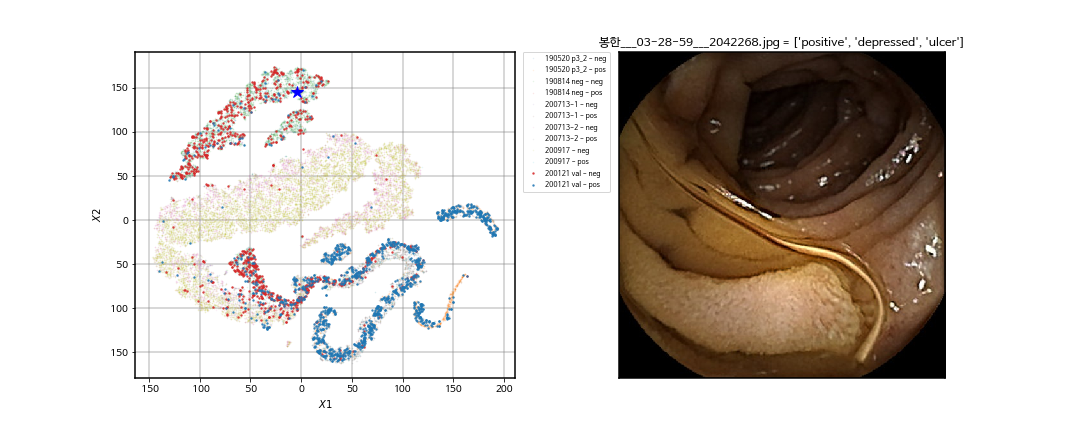 봉한___03-28-59___2042268.jpg = ['positive', 'depressed', 'ulcer']
190520 p3_2 - neg
190520 p3_2 - pos
190814 neg - neg
190814 neg - pos
200713-1 - neg
200713-1 - pos
200713-2 - neg
200713-2 - pos
200917 - neg
200917 - pos
200121 val - neg
200121 val - pos
X2
150
100
50
0
50
100
150
150 100 50 0 50 100 150 200
X1